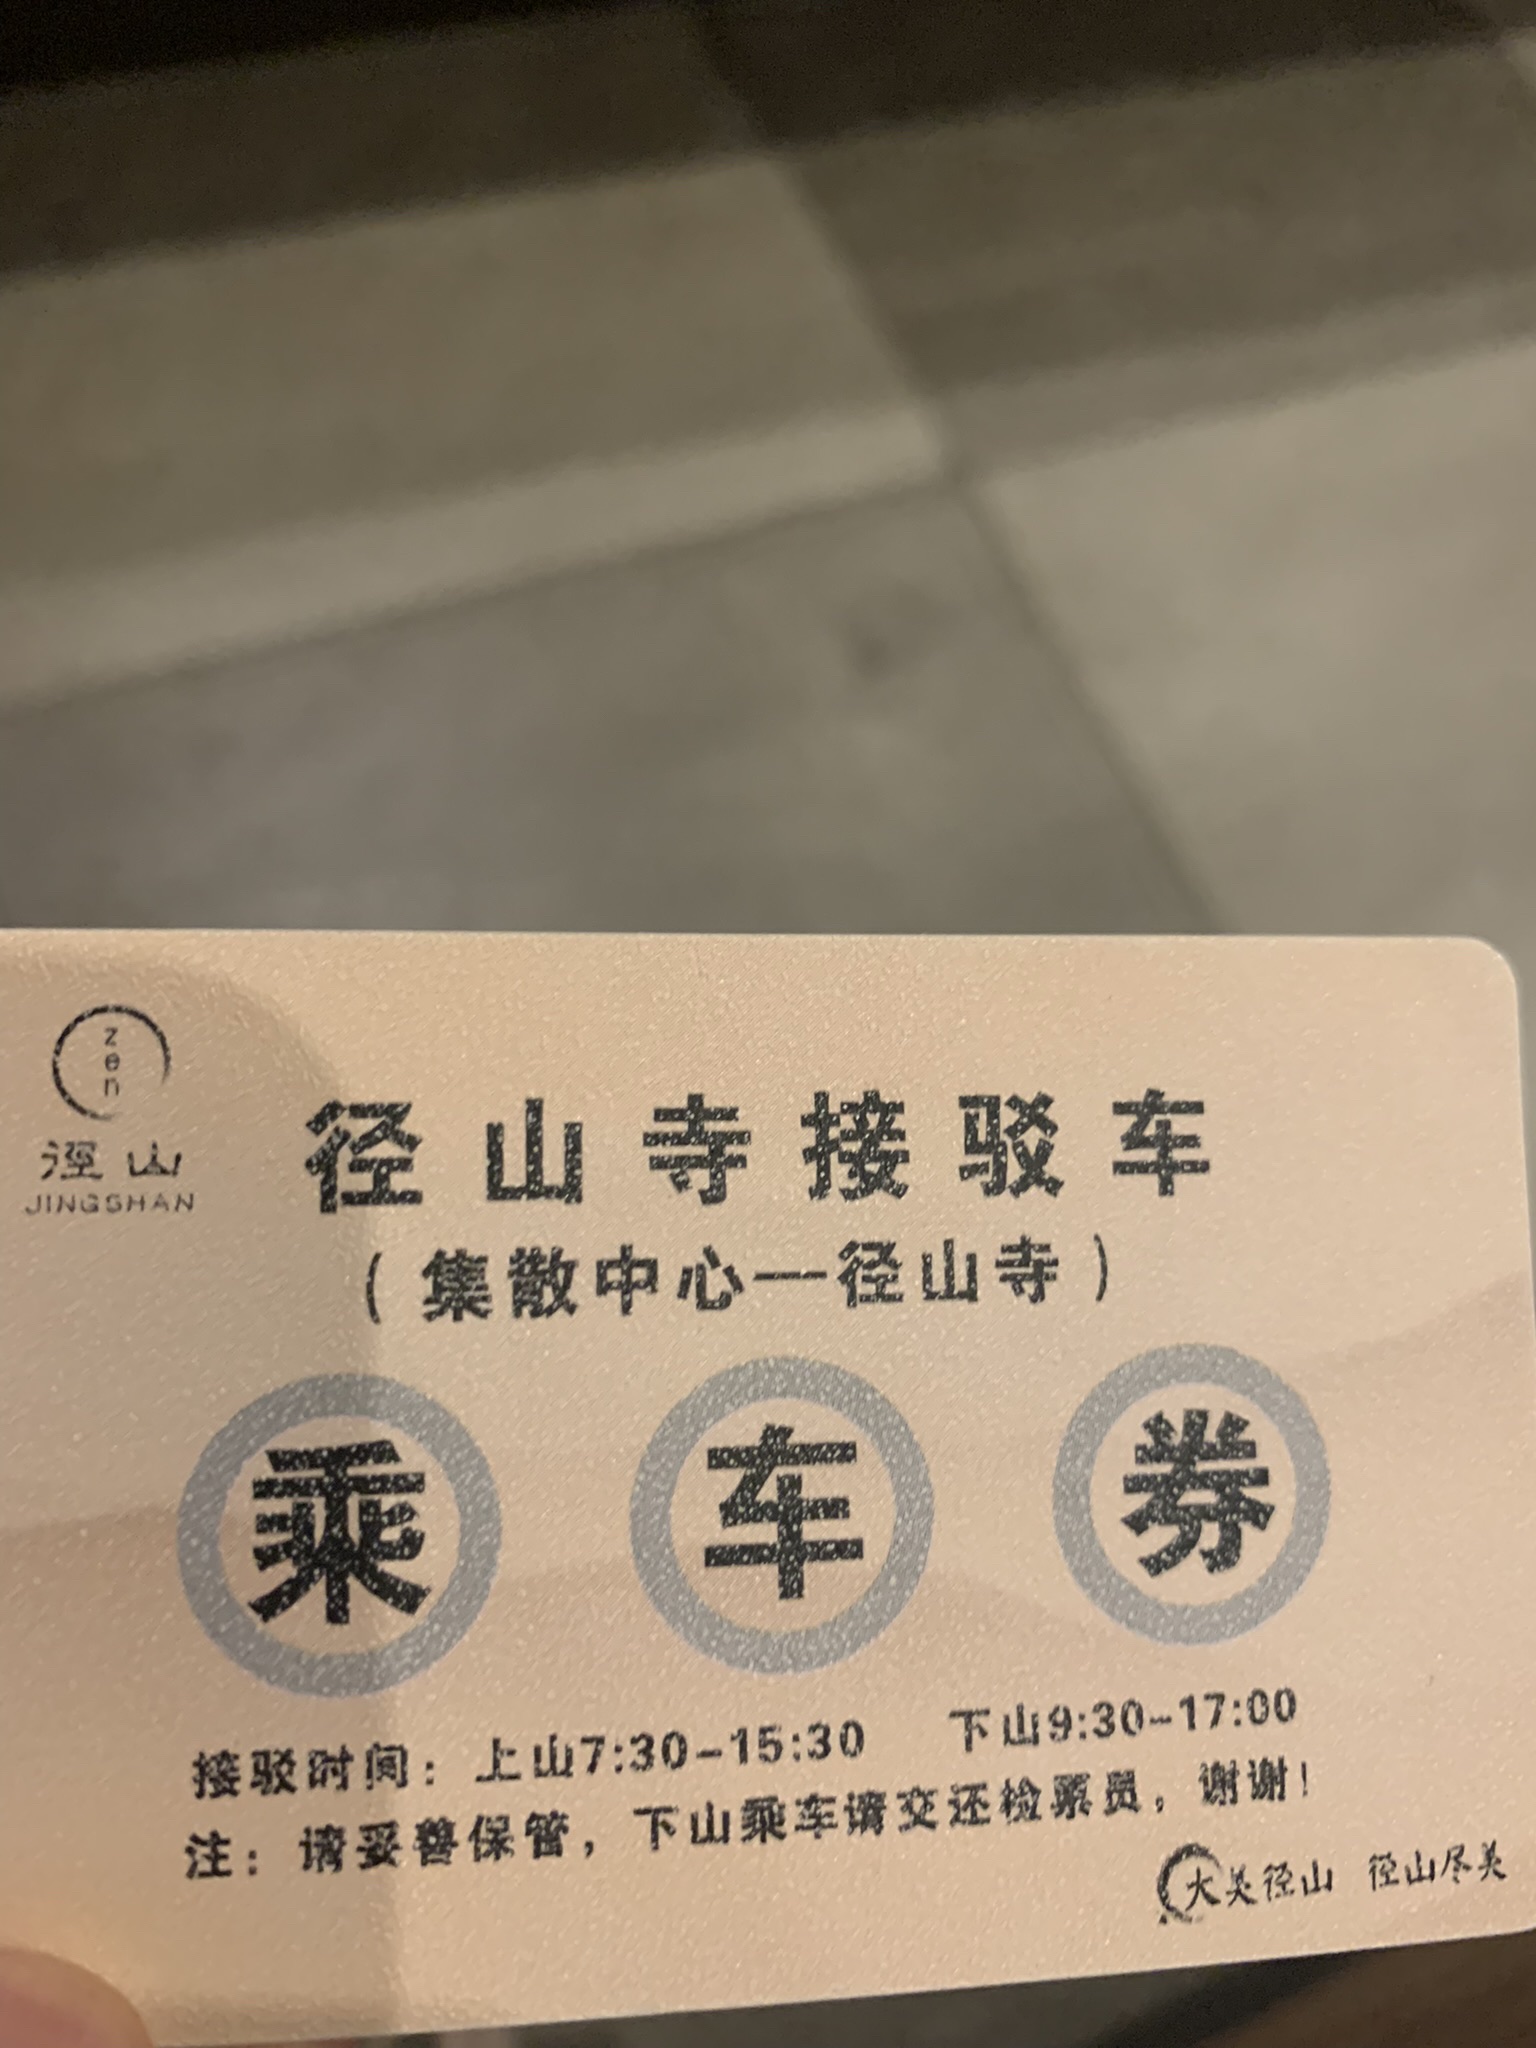 zen
径山
JINGSHAN
径山寺接驳车
（集散中心—径山寺）
乘车券
接驳时间：上山7:30-15:30 下山9:30-17:00
注：请妥善保管，下山乘车请交还检票员，谢谢！
大美径山 径山尽美